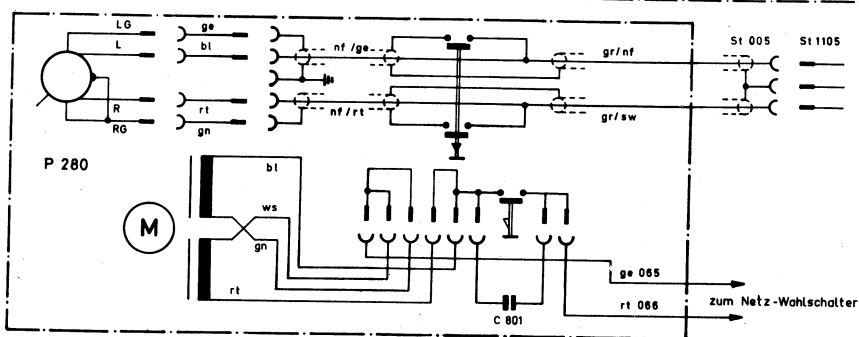 LG ge
L bl nf/ge gr/nf St 005 St 1105
R rt nf/rt gr/sw
RG gn
P 280
bl
M
ws
gn
rt
C 801
ge 065
rt 066
zum Netz-Wahlschalter